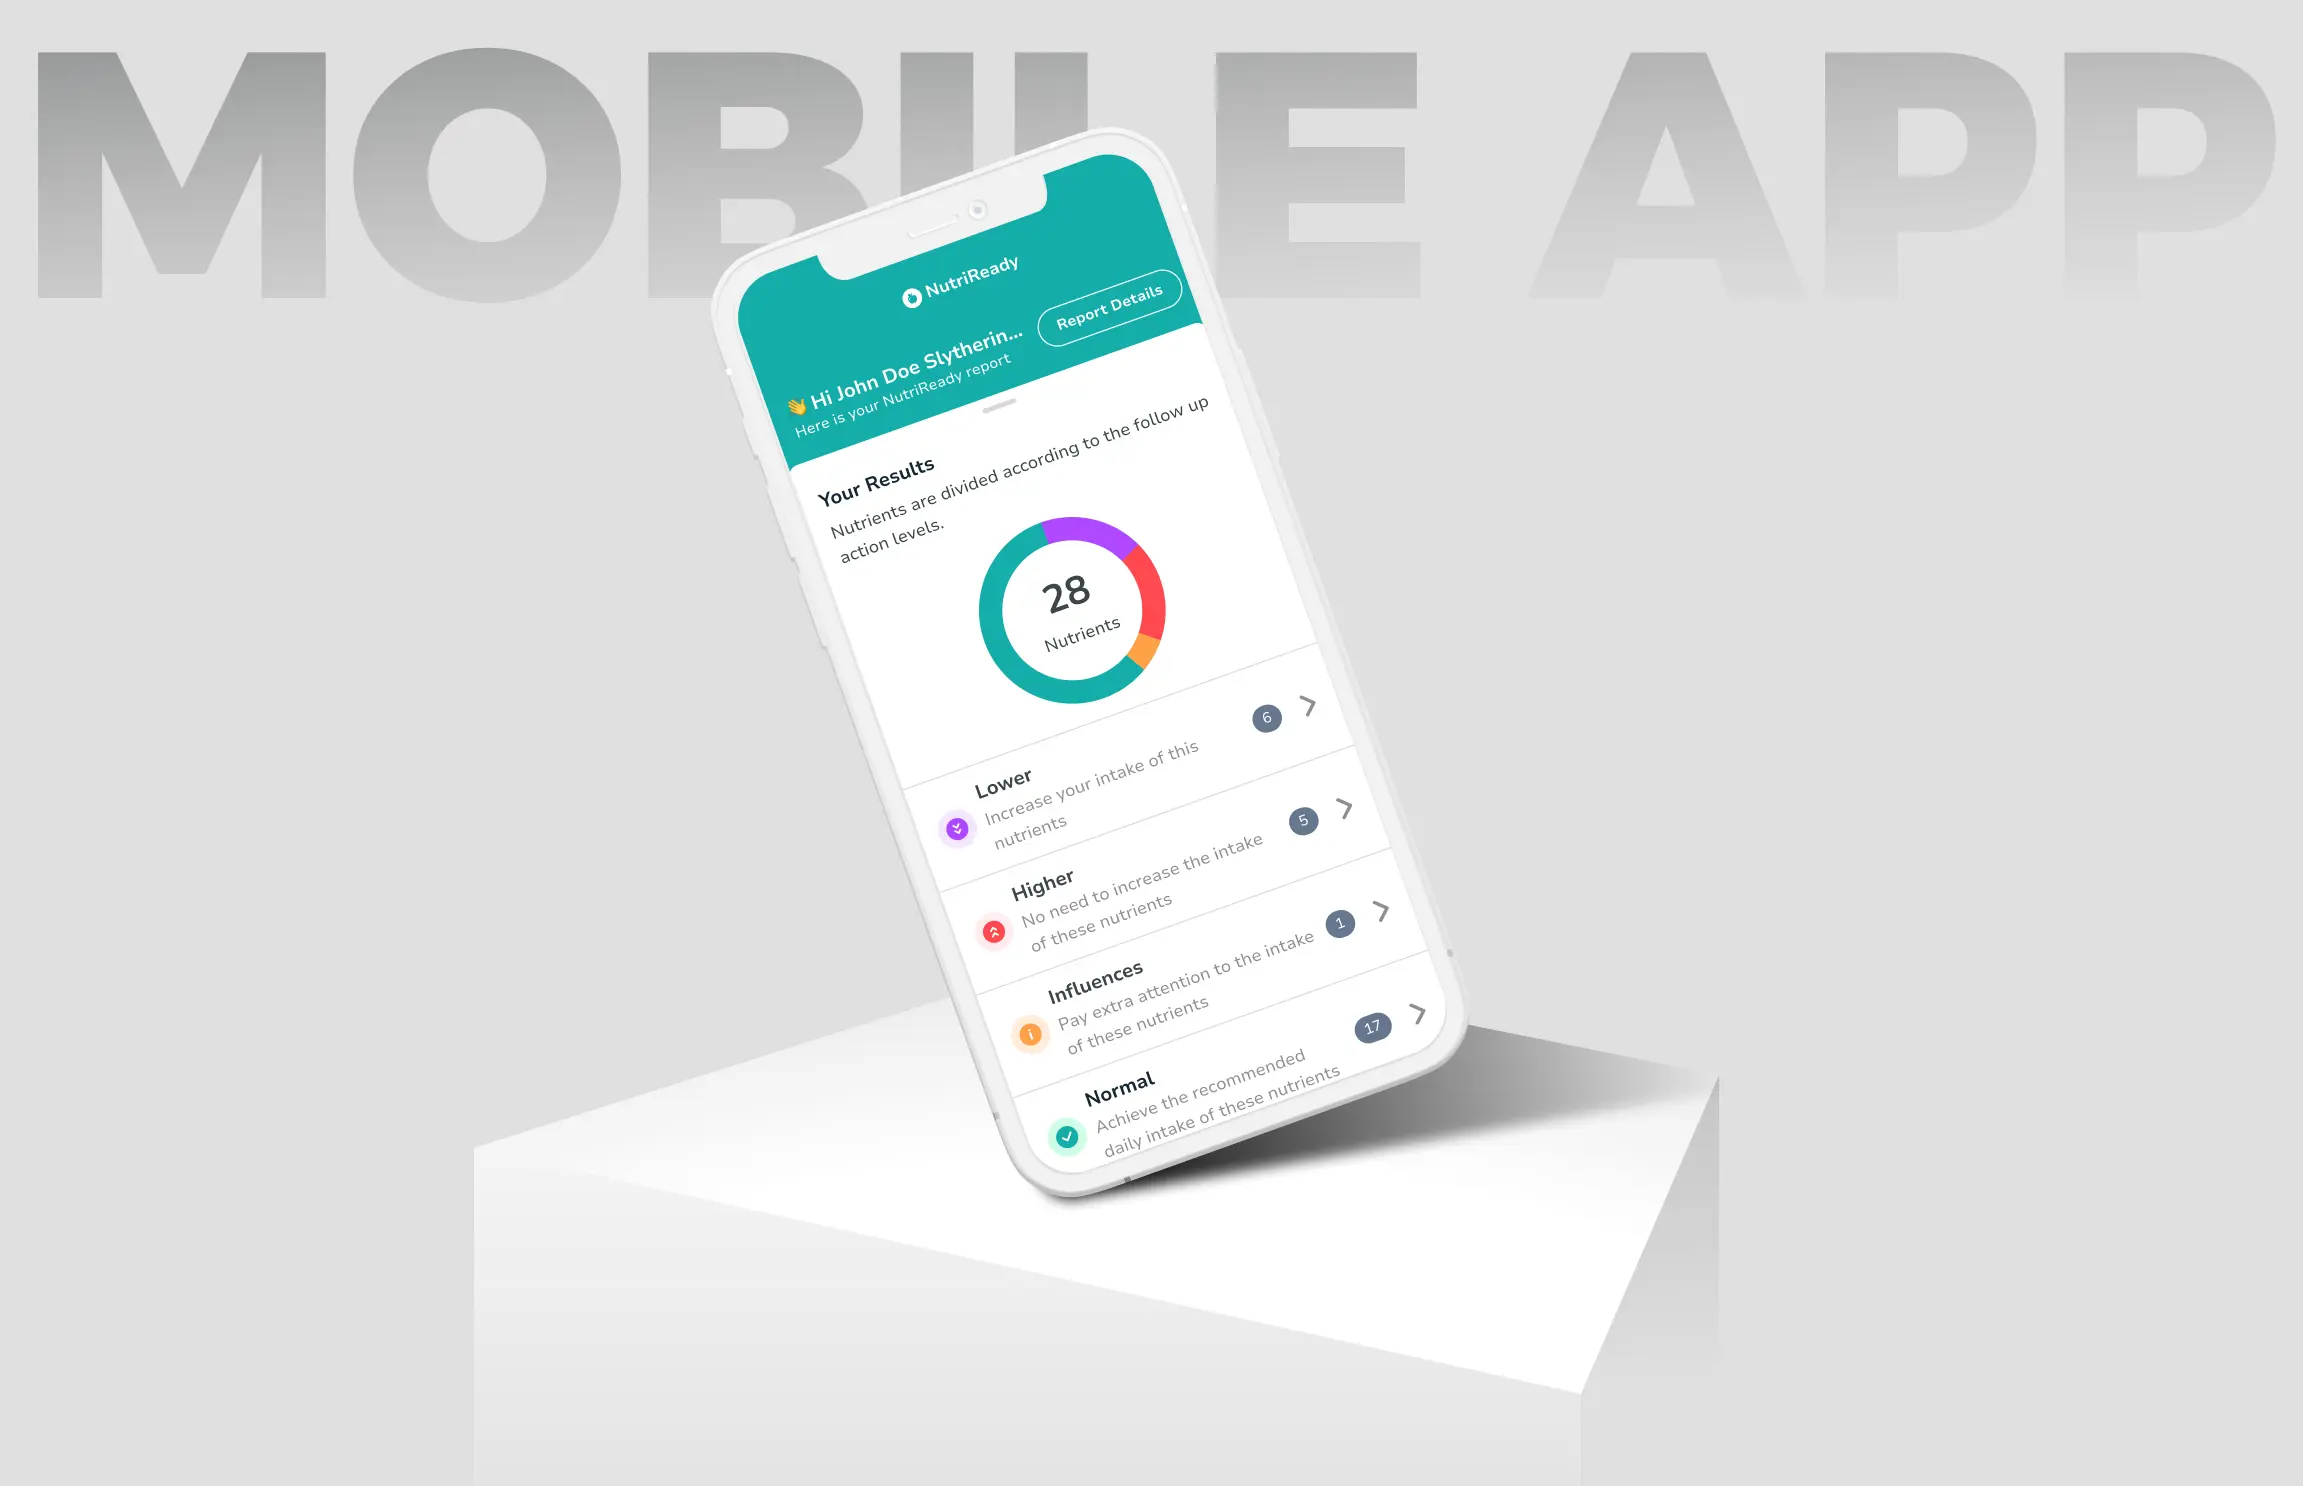 MOBILE APP
NutriReady
Report Details
👋 Hi John Doe Slytherin...
Here is your NutriReady report
Your Results
Nutrients are divided according to the follow up
action levels.
28
Nutrients
Lower
Increase your intake of this
nutrients
6
Higher
No need to increase the intake
of these nutrients
5
Influences
Pay extra attention to the intake
of these nutrients
1
Normal
Achieve the recommended
daily intake of these nutrients
17